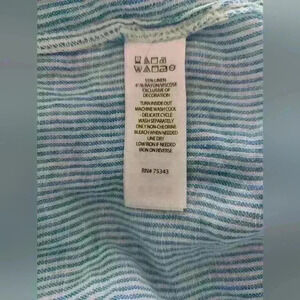 55% LINEN
41% RAYON/VISCOSE
EXCLUSIVE OF
DECORATION
TURN INSIDE OUT
MACHINE WASH COOL
DELICATE CYCLE
WASH SEPARATELY
ONLY NON-CHLORINE
BLEACH WHEN NEEDED
LINE DRY
LOW IRON IF NEEDED
IRON ON REVERSE
RN# 75343